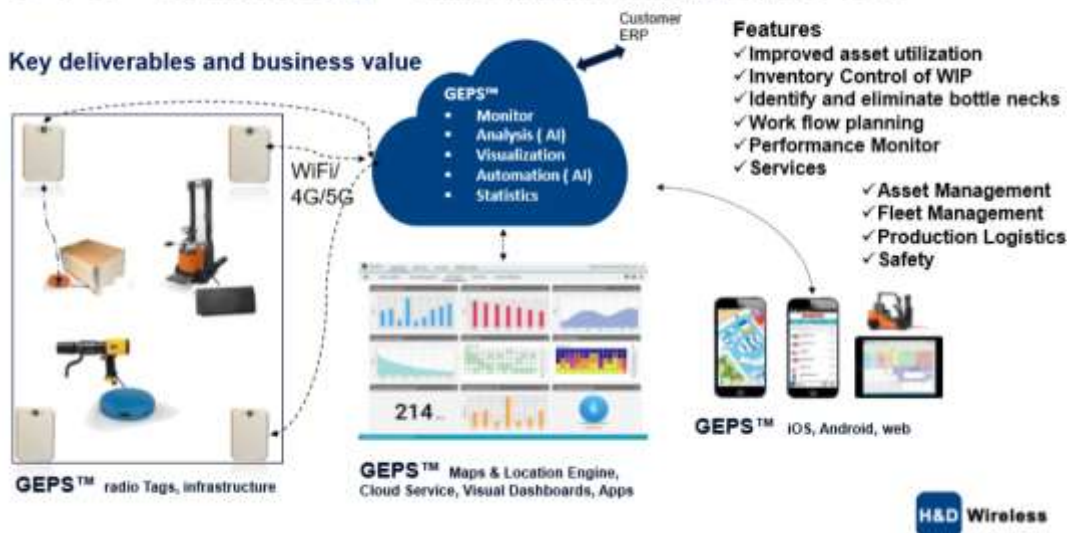 Key deliverables and business value
Customer
ERP
GEPS™
▪ Monitor
▪ Analysis ( AI)
▪ Visualization
▪ Automation ( AI)
▪ Statistics
WiFi/
4G/5G
Features
✓Improved asset utilization
✓Inventory Control of WIP
✓Identify and eliminate bottle necks
✓Work flow planning
✓Performance Monitor
✓Services
✓Asset Management
✓Fleet Management
✓Production Logistics
✓Safety
214
GEPS™ radio Tags, infrastructure
GEPS™ Maps & Location Engine,
Cloud Service, Visual Dashboards, Apps
GEPS™ iOS, Android, web
H&D Wireless